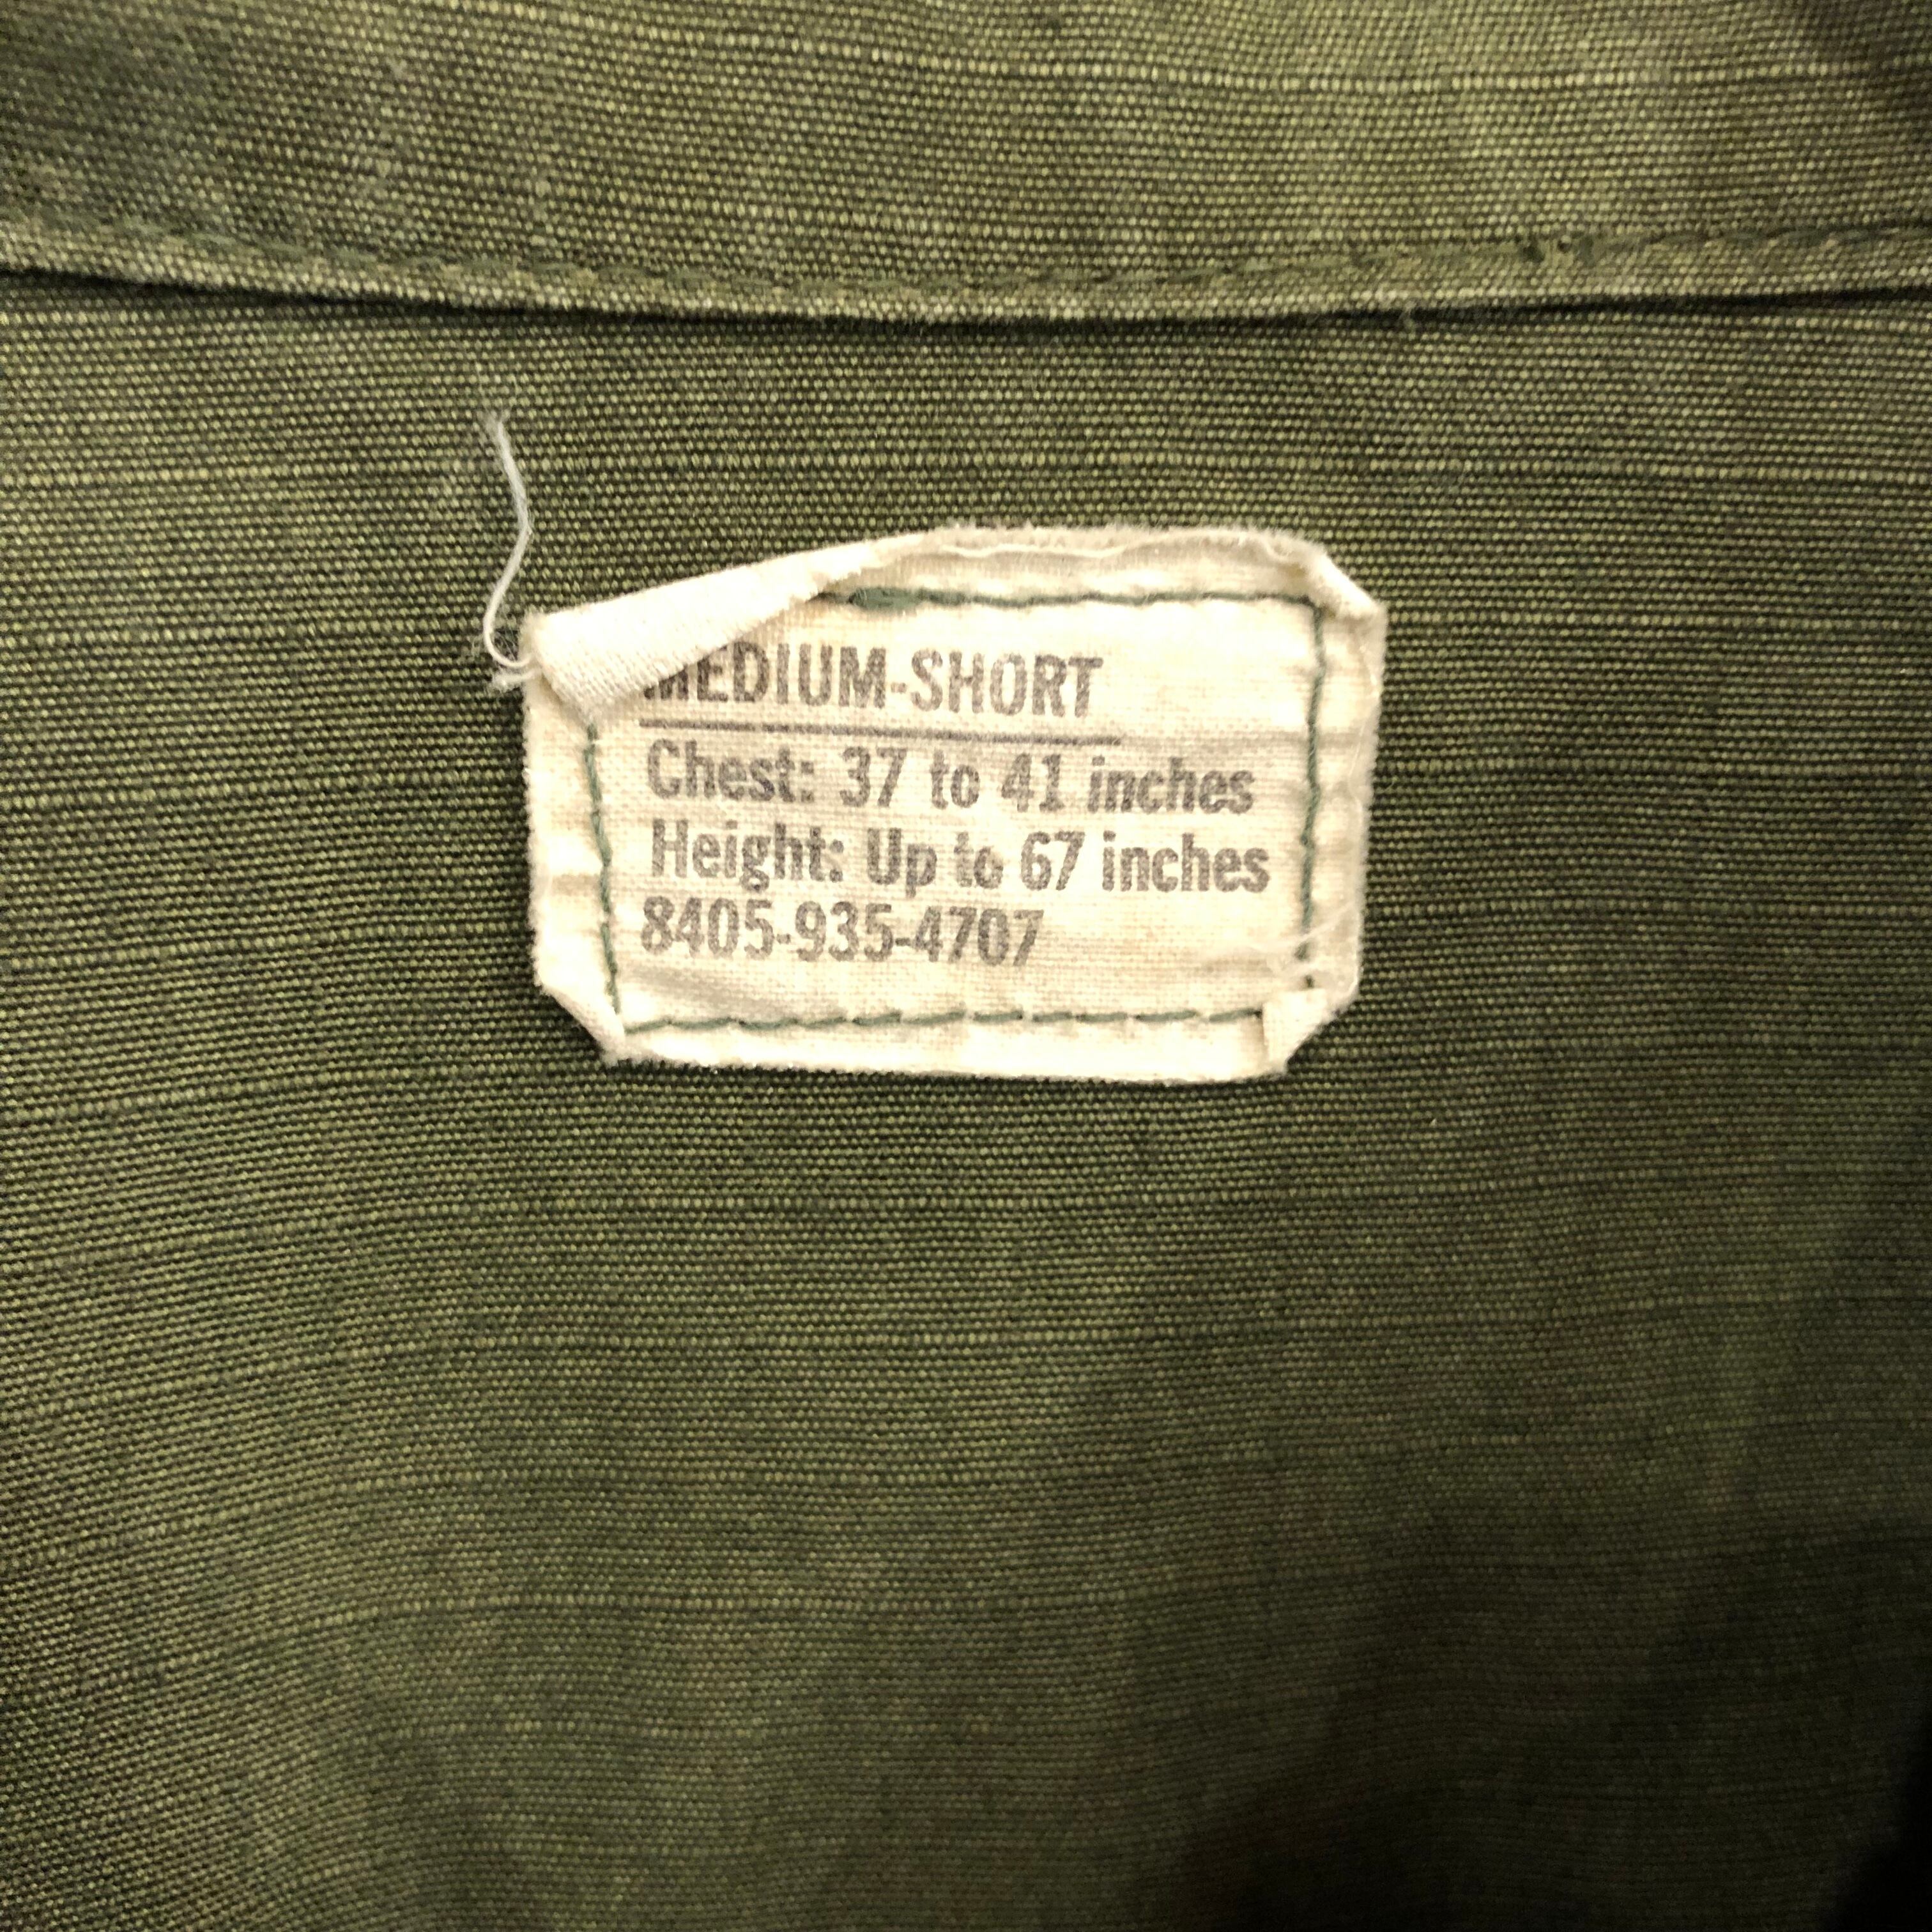 MEDIUM-SHORT
Chest: 37 to 41 inches
Height: Up to 67 inches
8405-935-4707